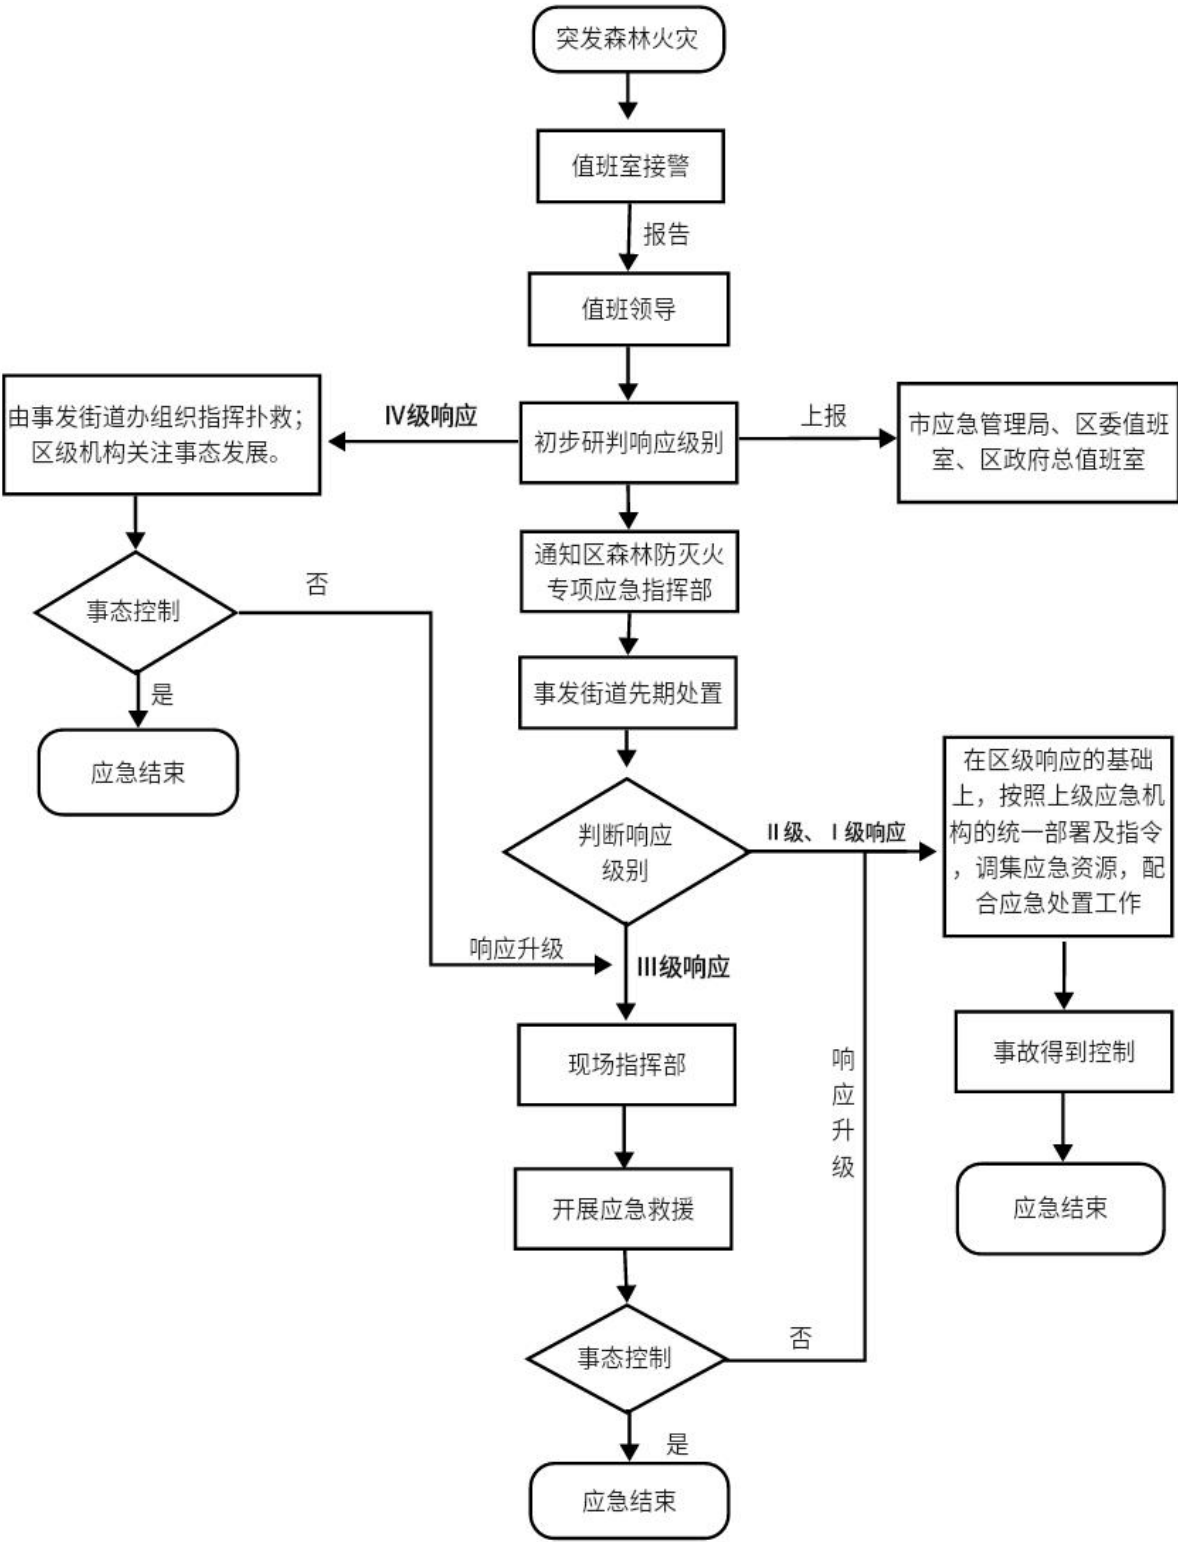 突发森林火灾
值班室接警
报告
值班领导
由事发街道办组织指挥扑救；
区级机构关注事态发展。
IV级响应
初步研判响应级别
上报
市应急管理局、区委值班
室、区政府总值班室
通知区森林防灭火
专项应急指挥部
事态控制
否
是
应急结束
事发街道先期处置
判断响应
级别
II级、I级响应
在区级响应的基础
上，按照上级应急机
构的统一部署及指令
，调集应急资源，配
合应急处置工作
响应升级
III级响应
现场指挥部
响
应
升
级
事故得到控制
开展应急救援
应急结束
事态控制
否
是
应急结束